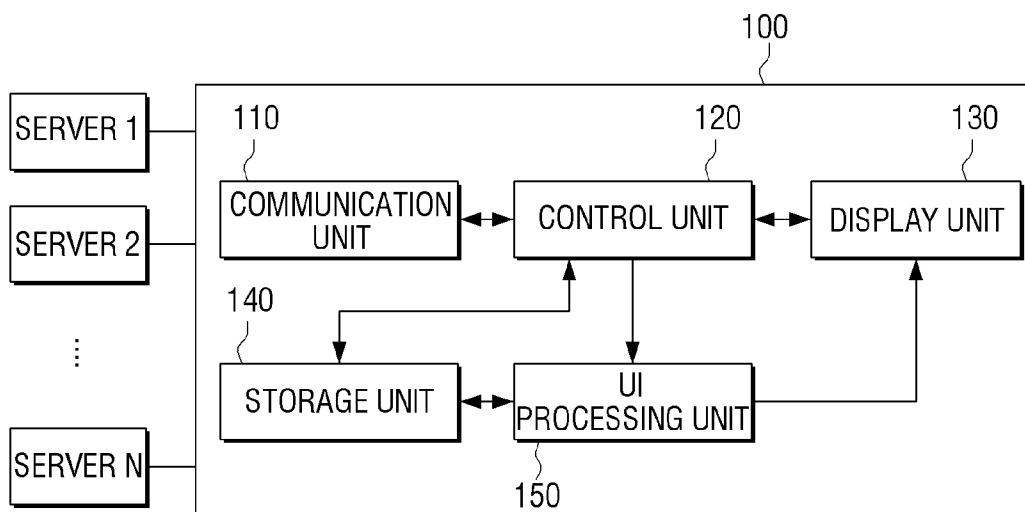 100
SERVER 1
110
120
130
COMMUNICATION
UNIT
CONTROL UNIT
DISPLAY UNIT
SERVER 2
140
STORAGE UNIT
UI
PROCESSING UNIT
SERVER N
150